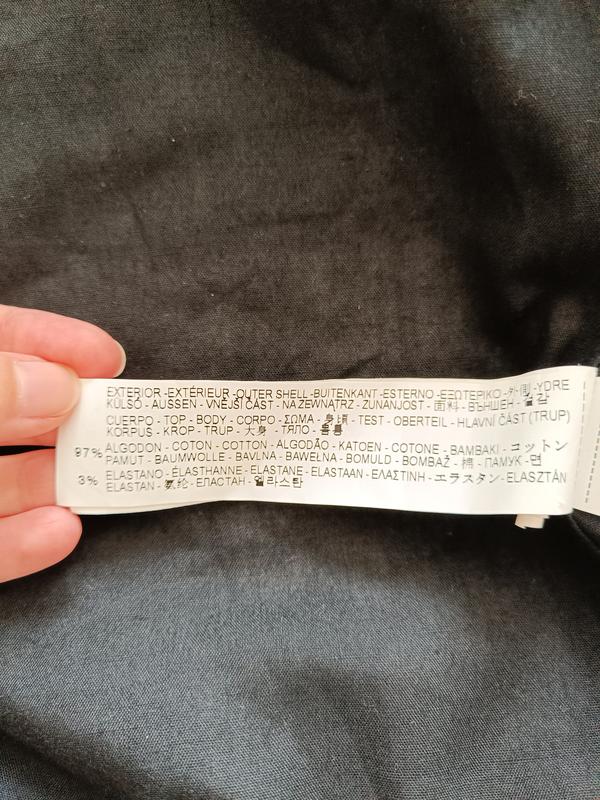 EXTERIOR -EXTÉRIEUR -OUTER SHELL -BUITENKANT -ESTERNO -ΕΞΩΤΕΡΙΚΟ -外側 -YDRE
KÜLSŐ - AUSSEN - VNĚJSÍ ČÁST - NA ZEWNĄTRZ - ZUNANJOST - 面料 - ВЪНШЕН - 겉감
CUERPO - TOP - BODY - CORPO - ΣΩΜΑ - 身頃 - TEST - OBERTEIL - HLAVNÍ ČÁST (TRUP)
KORPUS - KROP - TRUP - 大身 - ТЯЛО - 몸통
97% ALGODON - COTON - COTTON - ALGODÃO - KATOEN - COTONE - BAMBAKI - コットン
PAMUT - BAUMWOLLE - BAVLNA - BAWEŁNA - BOMULD - BOMBAŽ - 棉 - ПАМУК - 면
3% ELASTANO - ÉLASTHANNE - ELASTANE - ELASTAAN - ΕΛΑΣΤΙΝΗ - エラスタン - ELASZTÁN
ELASTAN - 氨纶 - ЕЛАСТАН - 엘라스탄